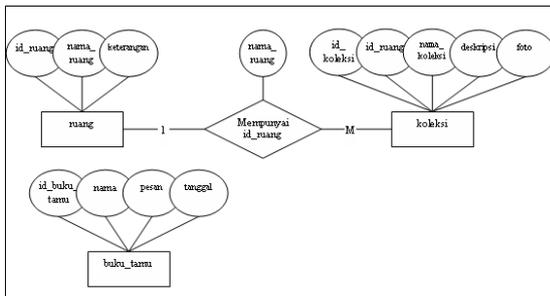 id_ruang
nama_
ruang
keterangan
nama_
ruang
id_
koleksi
id_ruang
nama_
koleksi
deskripsi
foto
ruang
1
Mempunyai
id_ruang
M
koleksi
id_buku_
tamu
nama
pesan
tanggal
buku_tamu